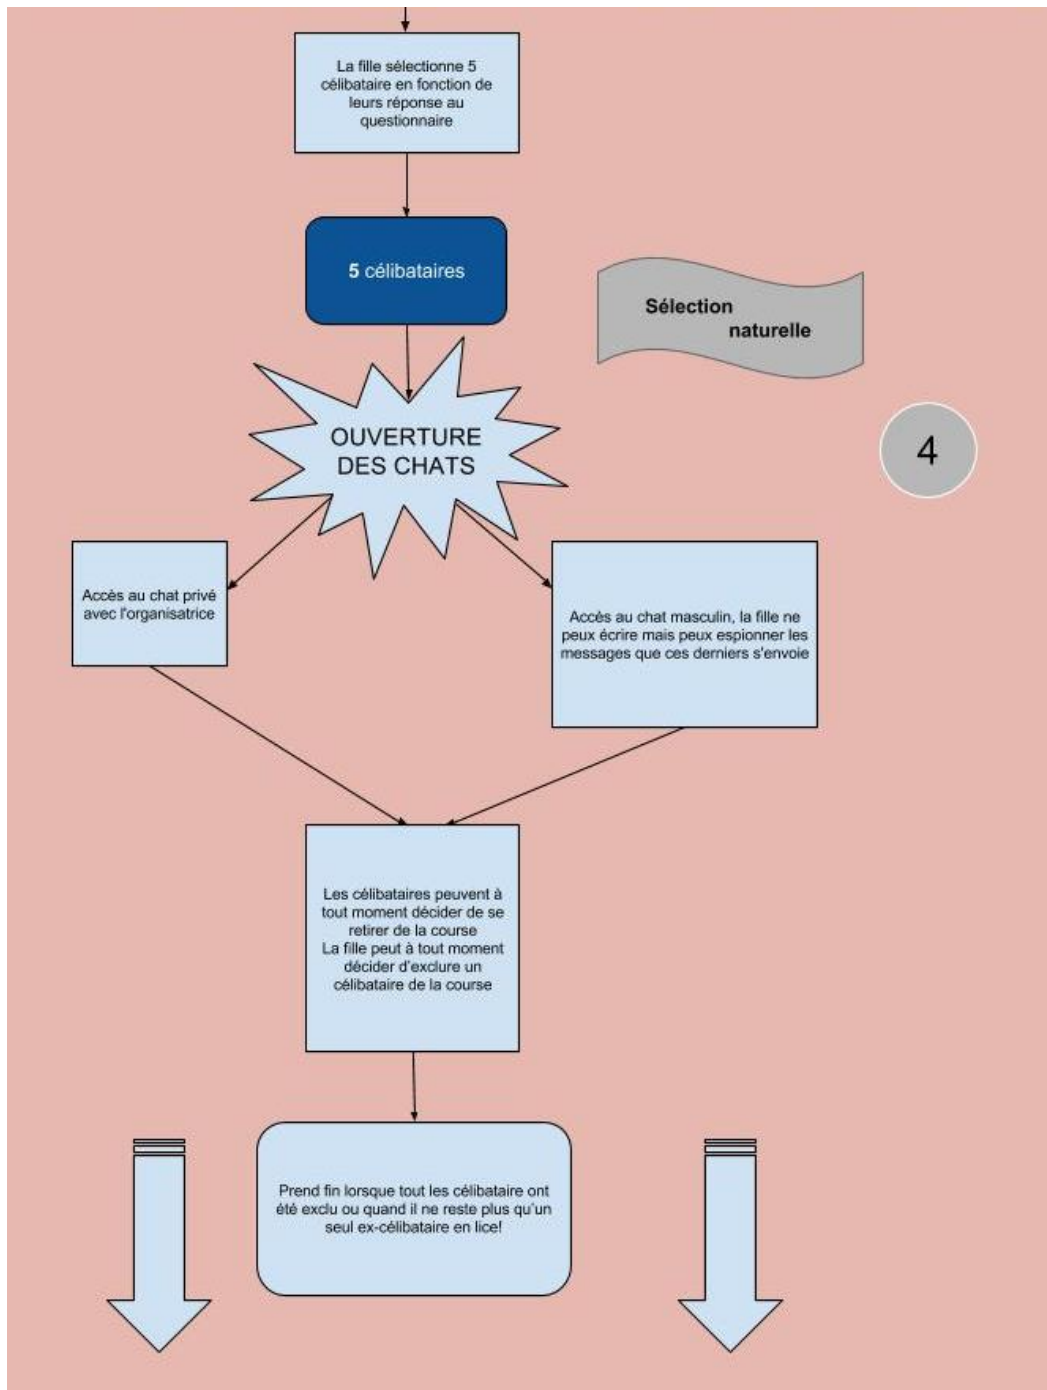 La fille sélectionne 5
célibataire en fonction de
leurs réponse au
questionnaire
5 célibataires
Sélection
naturelle
OUVERTURE
DES CHATS
4
Accès au chat privé
avec l'organisatrice
Accès au chat masculin, la fille ne
peux écrire mais peux espionner les
messages que ces derniers s'envoie
Les célibataires peuvent à
tout moment décider de se
retirer de la course
La fille peut à tout moment
décider d'exclure un
célibataire de la course
Prend fin lorsque tout les célibataire ont
été exclu ou quand il ne reste plus qu'un
seul ex-célibataire en lice!